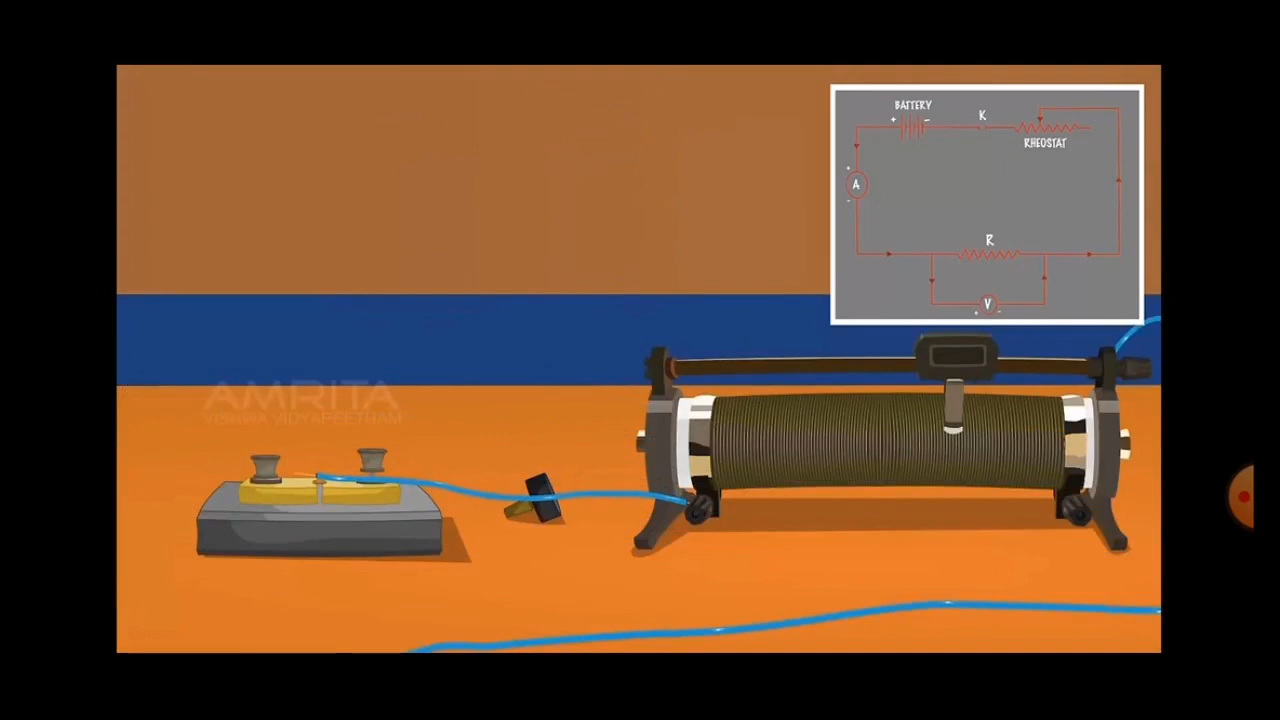 BATTERY
+
-
K
RHEOSTAT
+
A
-
R
V
+
-
AMRITA
VISHWA VIDYAPEETHAM